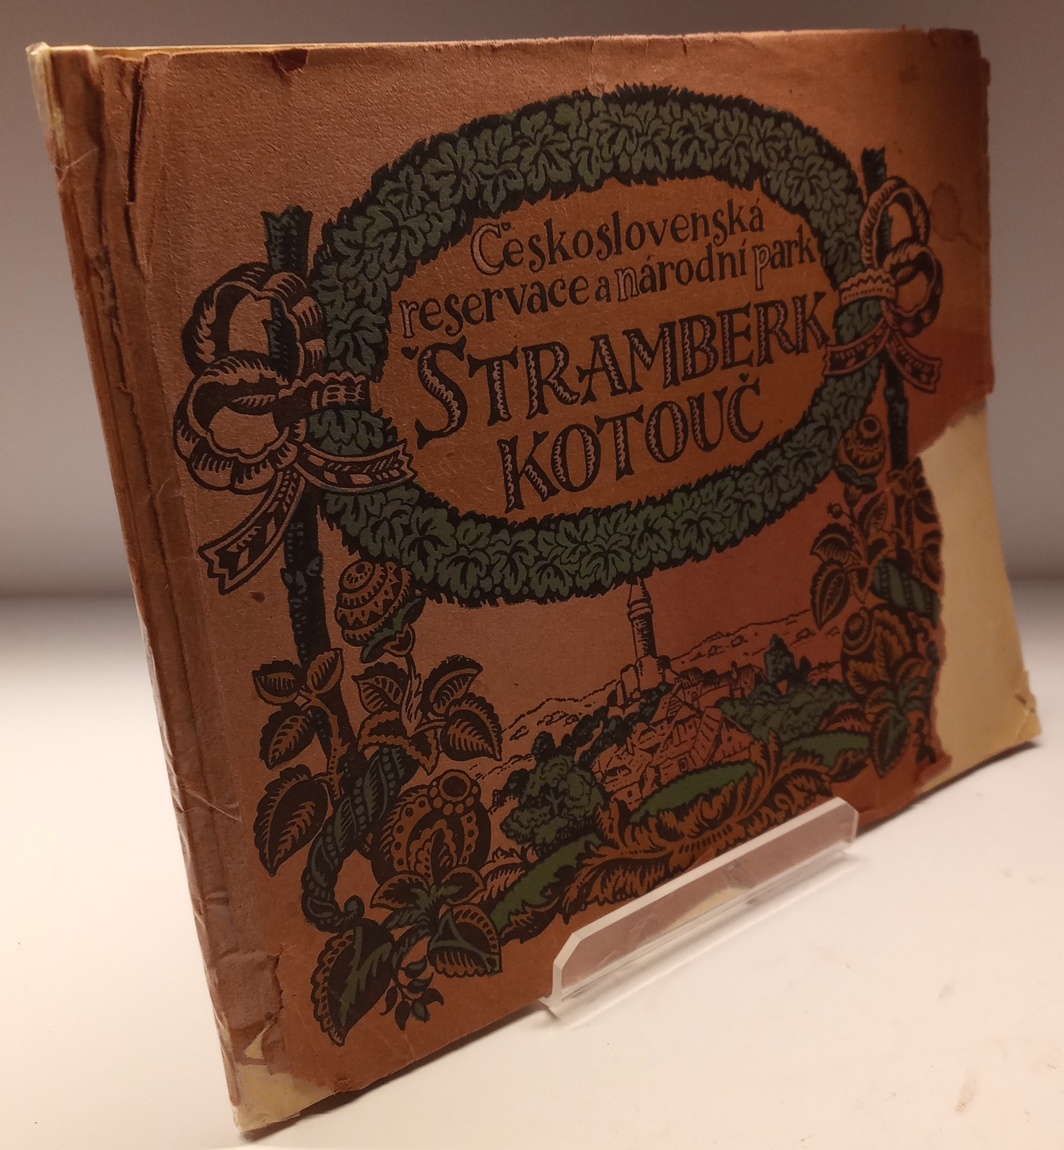 Československá
reservace a národní park
ŠTRAMBERK
KOTOUČ